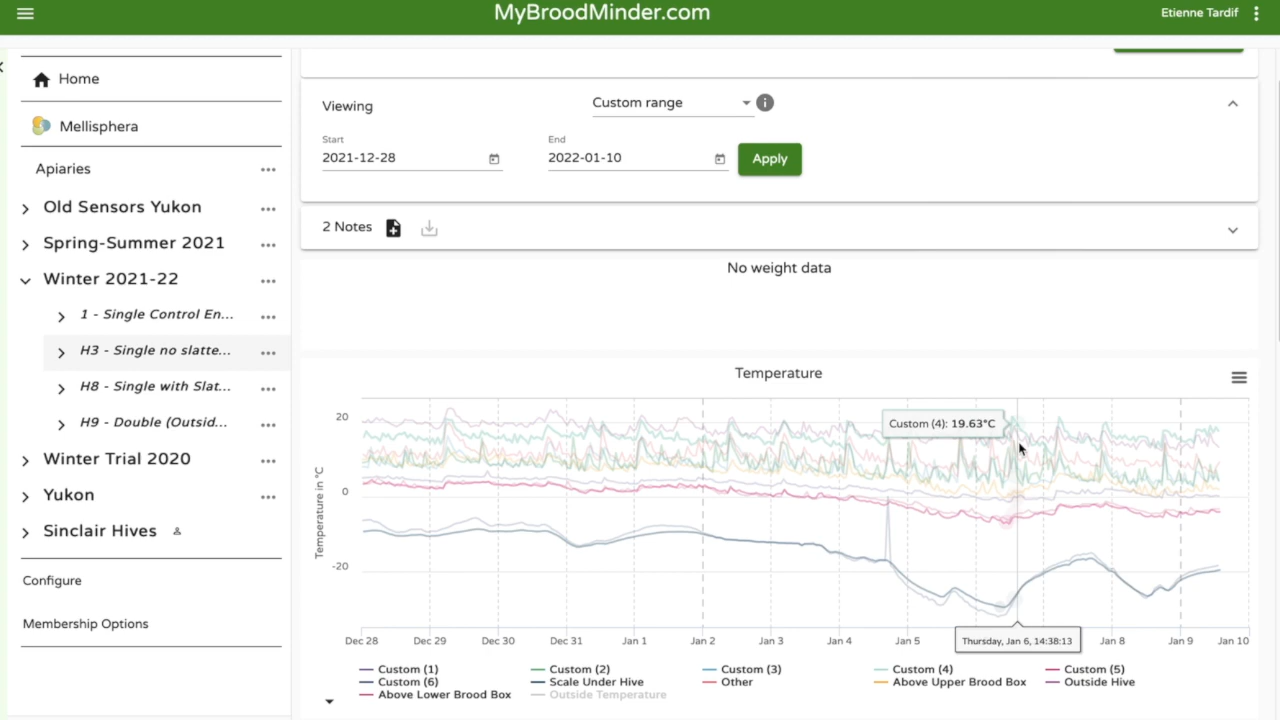 MyBroodMinder.com
Etienne Tardif
Home
Mellisphera
Apiaries
Old Sensors Yukon
Spring-Summer 2021
Winter 2021-22
1 - Single Control En...
H3 - Single no slatte...
H8 - Single with Slat...
H9 - Double (Outsid...
Winter Trial 2020
Yukon
Sinclair Hives
Configure
Membership Options
Viewing
Custom range
Start
2021-12-28
End
2022-01-10
Apply
2 Notes
No weight data
Temperature
Temperature in °C
20
0
-20
Custom (4): 19.63°C
Dec 28 Dec 29 Dec 30 Dec 31 Jan 1 Jan 2 Jan 3 Jan 4 Jan 5 Jan 8 Jan 9 Jan 10
Thursday, Jan 6, 14:38:13
Custom (1) Custom (2) Custom (3) Custom (4) Custom (5)
Custom (6) Scale Under Hive Other Above Upper Brood Box Outside Hive
Above Lower Brood Box Outside Temperature